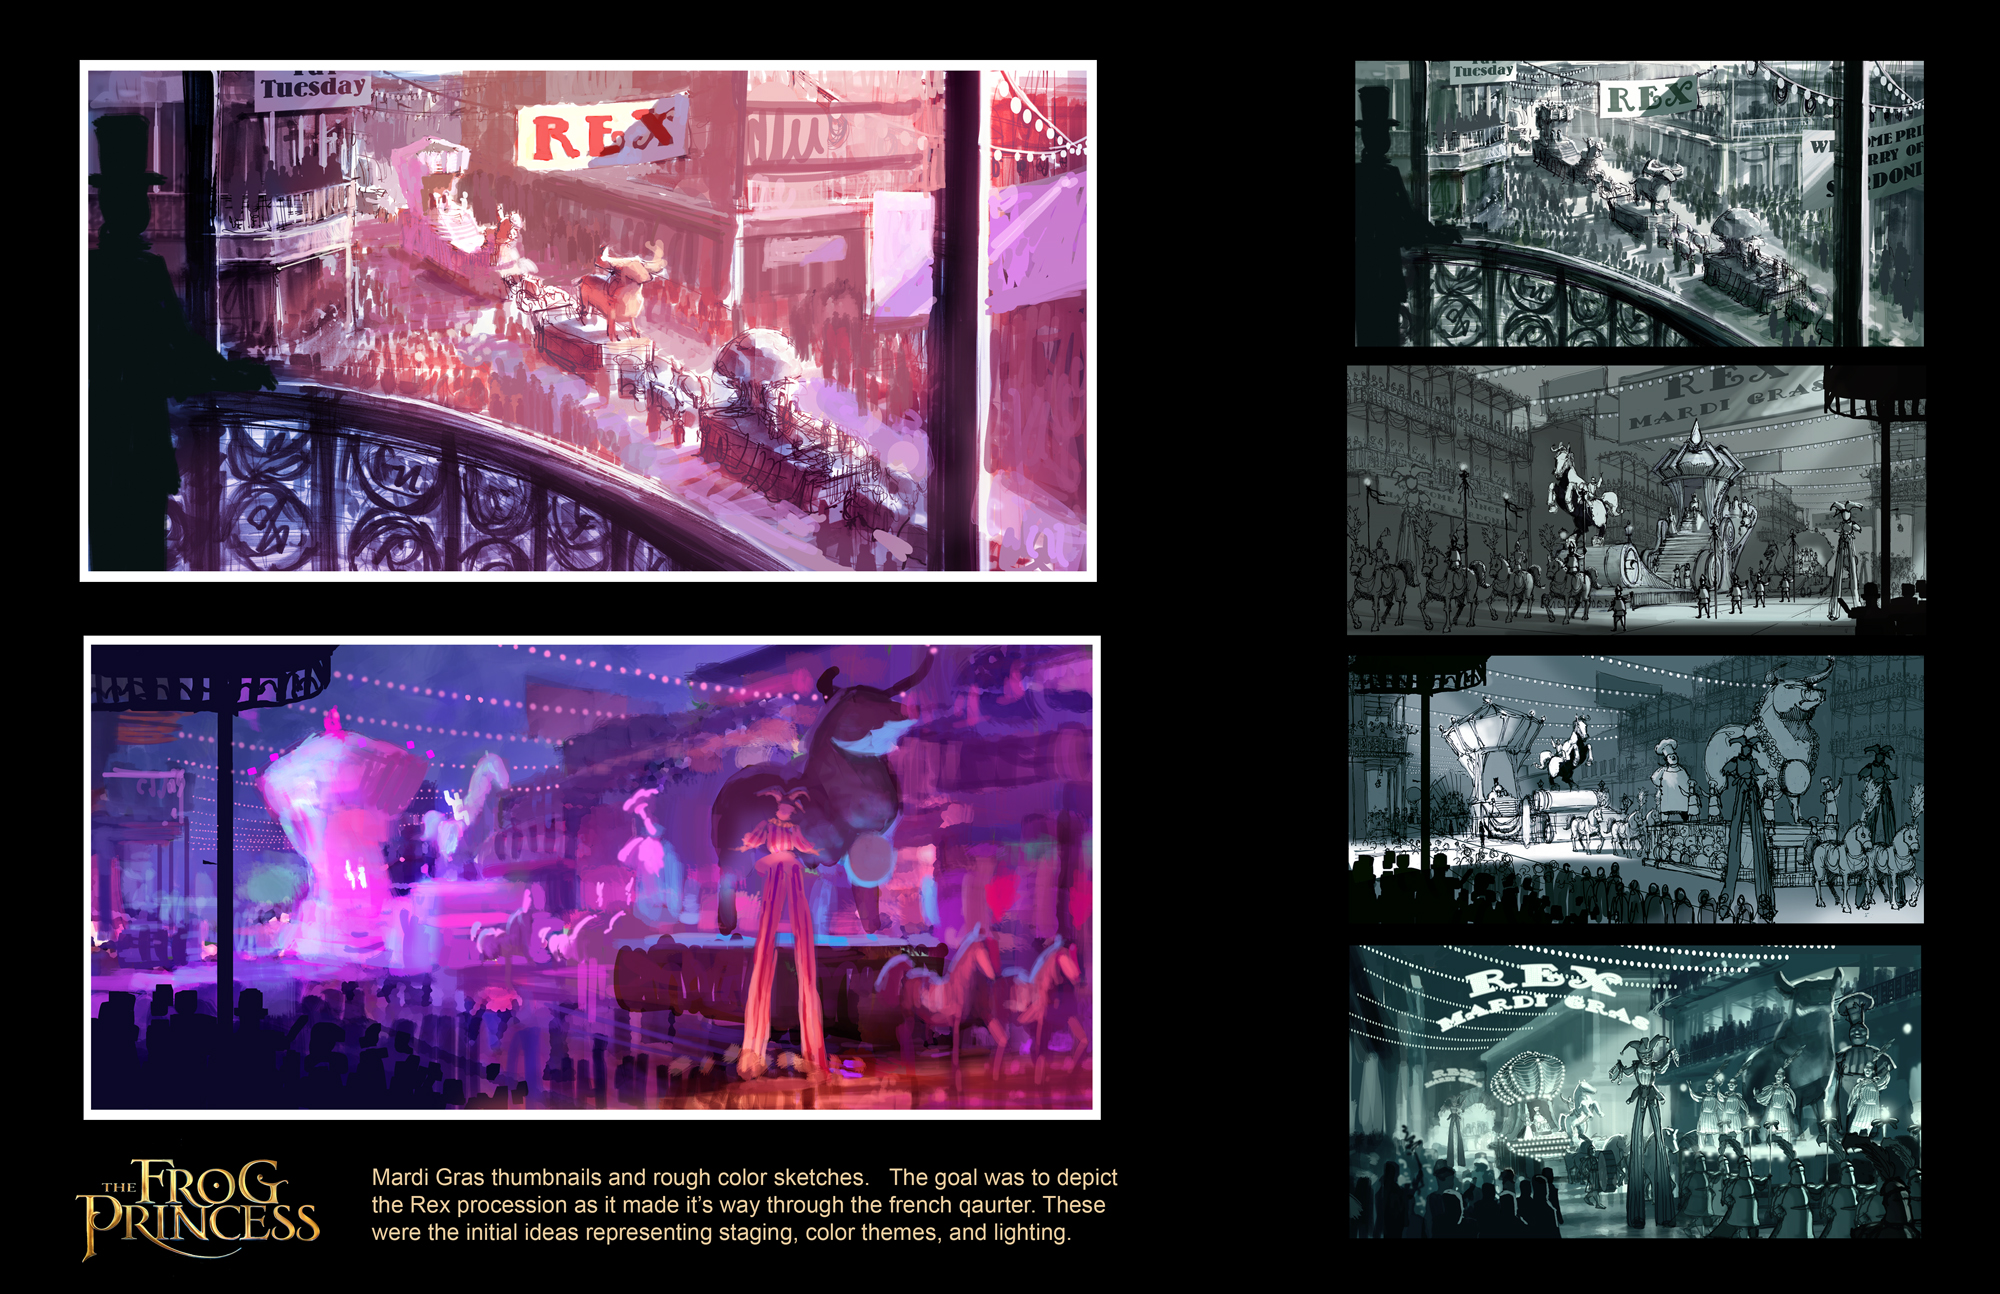 Tuesday
REX
Tuesday
REX
REX
MARDI GRAS
REX
MARDI GRAS
THE FROG
PRINCESS
Mardi Gras thumbnails and rough color sketches. The goal was to depict
the Rex procession as it made it's way through the french qaurter. These
were the initial ideas representing staging, color themes, and lighting.